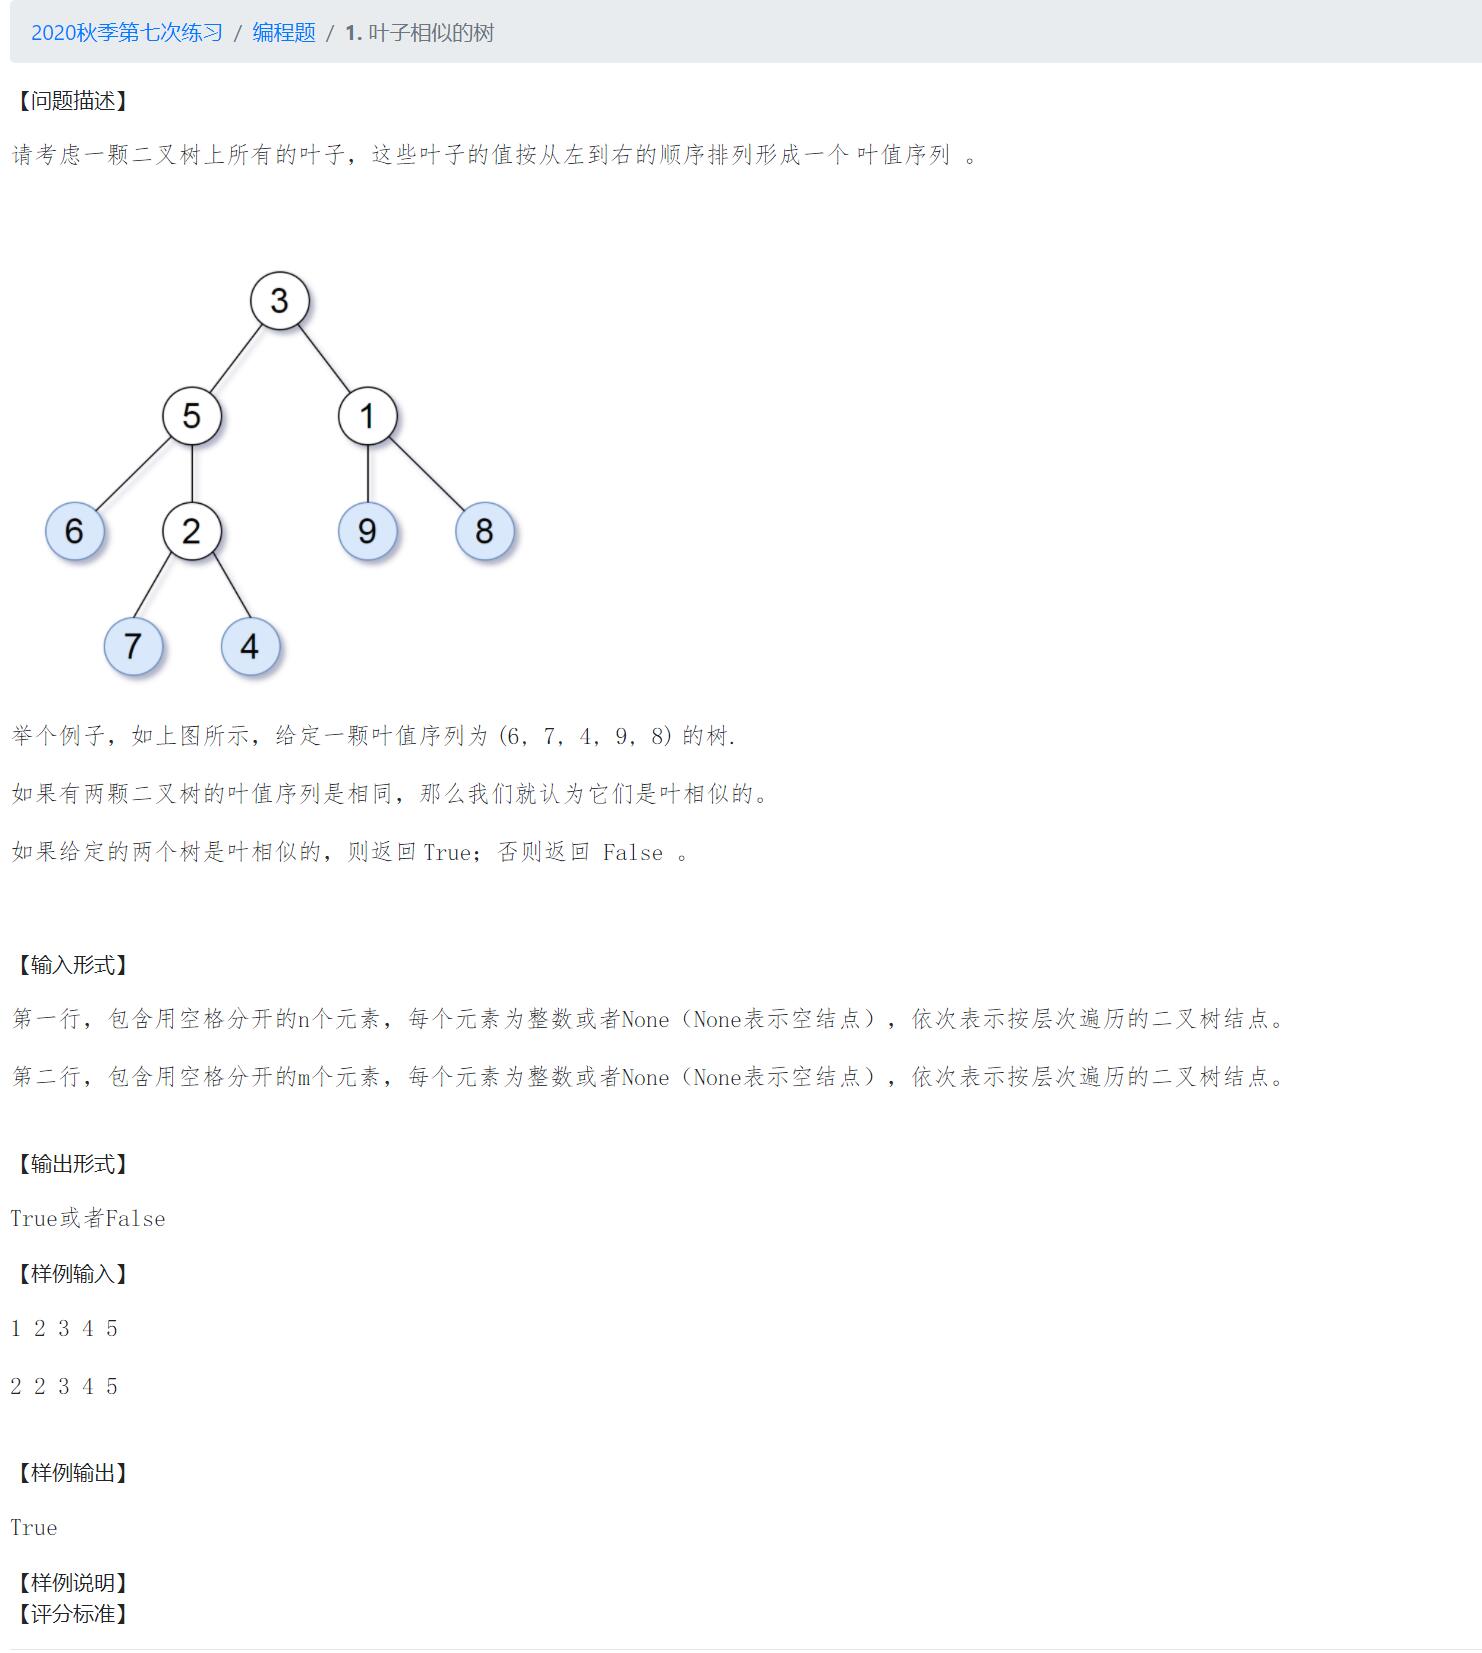 2020秋季第七次练习 / 编程题 / 1. 叶子相似的树
【问题描述】
请考虑一颗二叉树上所有的叶子，这些叶子的值按从左到右的顺序排列形成一个 叶值序列 。
3
5 1
6 2 9 8
7 4
举个例子，如上图所示，给定一颗叶值序列为 (6, 7, 4, 9, 8) 的树.
如果有两颗二叉树的叶值序列是相同，那么我们就认为它们是叶相似的。
如果给定的两个树是叶相似的，则返回 True；否则返回 False 。
【输入形式】
第一行，包含用空格分开的n个元素，每个元素为整数或者None（None表示空结点），依次表示按层次遍历的二叉树结点。
第二行，包含用空格分开的m个元素，每个元素为整数或者None（None表示空结点），依次表示按层次遍历的二叉树结点。
【输出形式】
True或者False
【样例输入】
1 2 3 4 5
2 2 3 4 5
【样例输出】
True
【样例说明】
【评分标准】